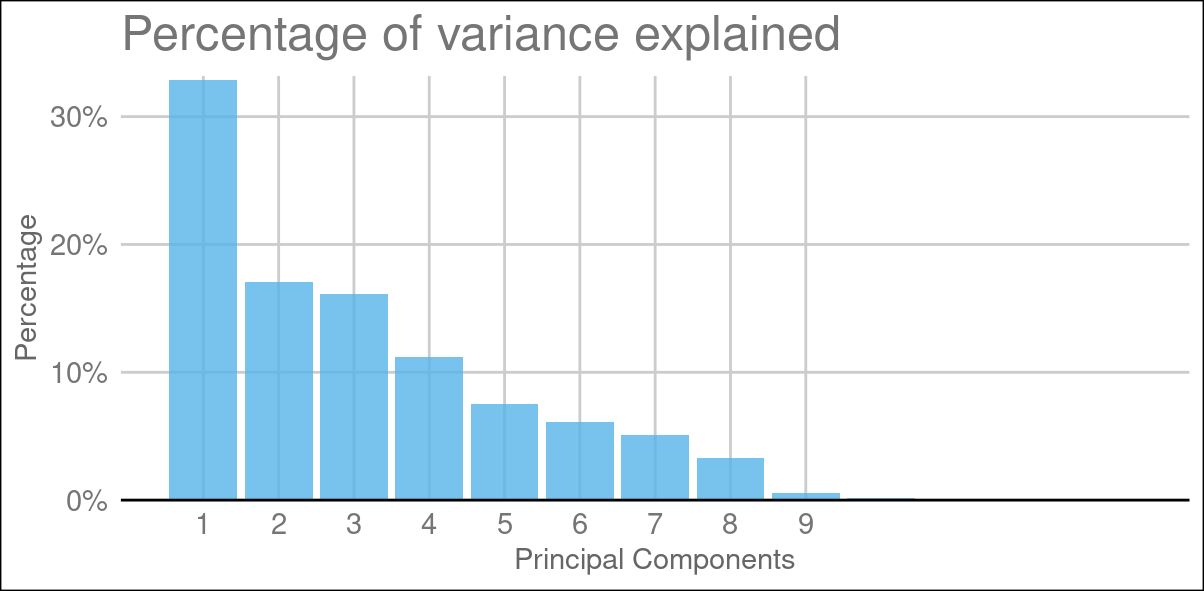 Percentage of variance explained
Percentage
30%
20%
10%
0%
1 2 3 4 5 6 7 8 9
Principal Components